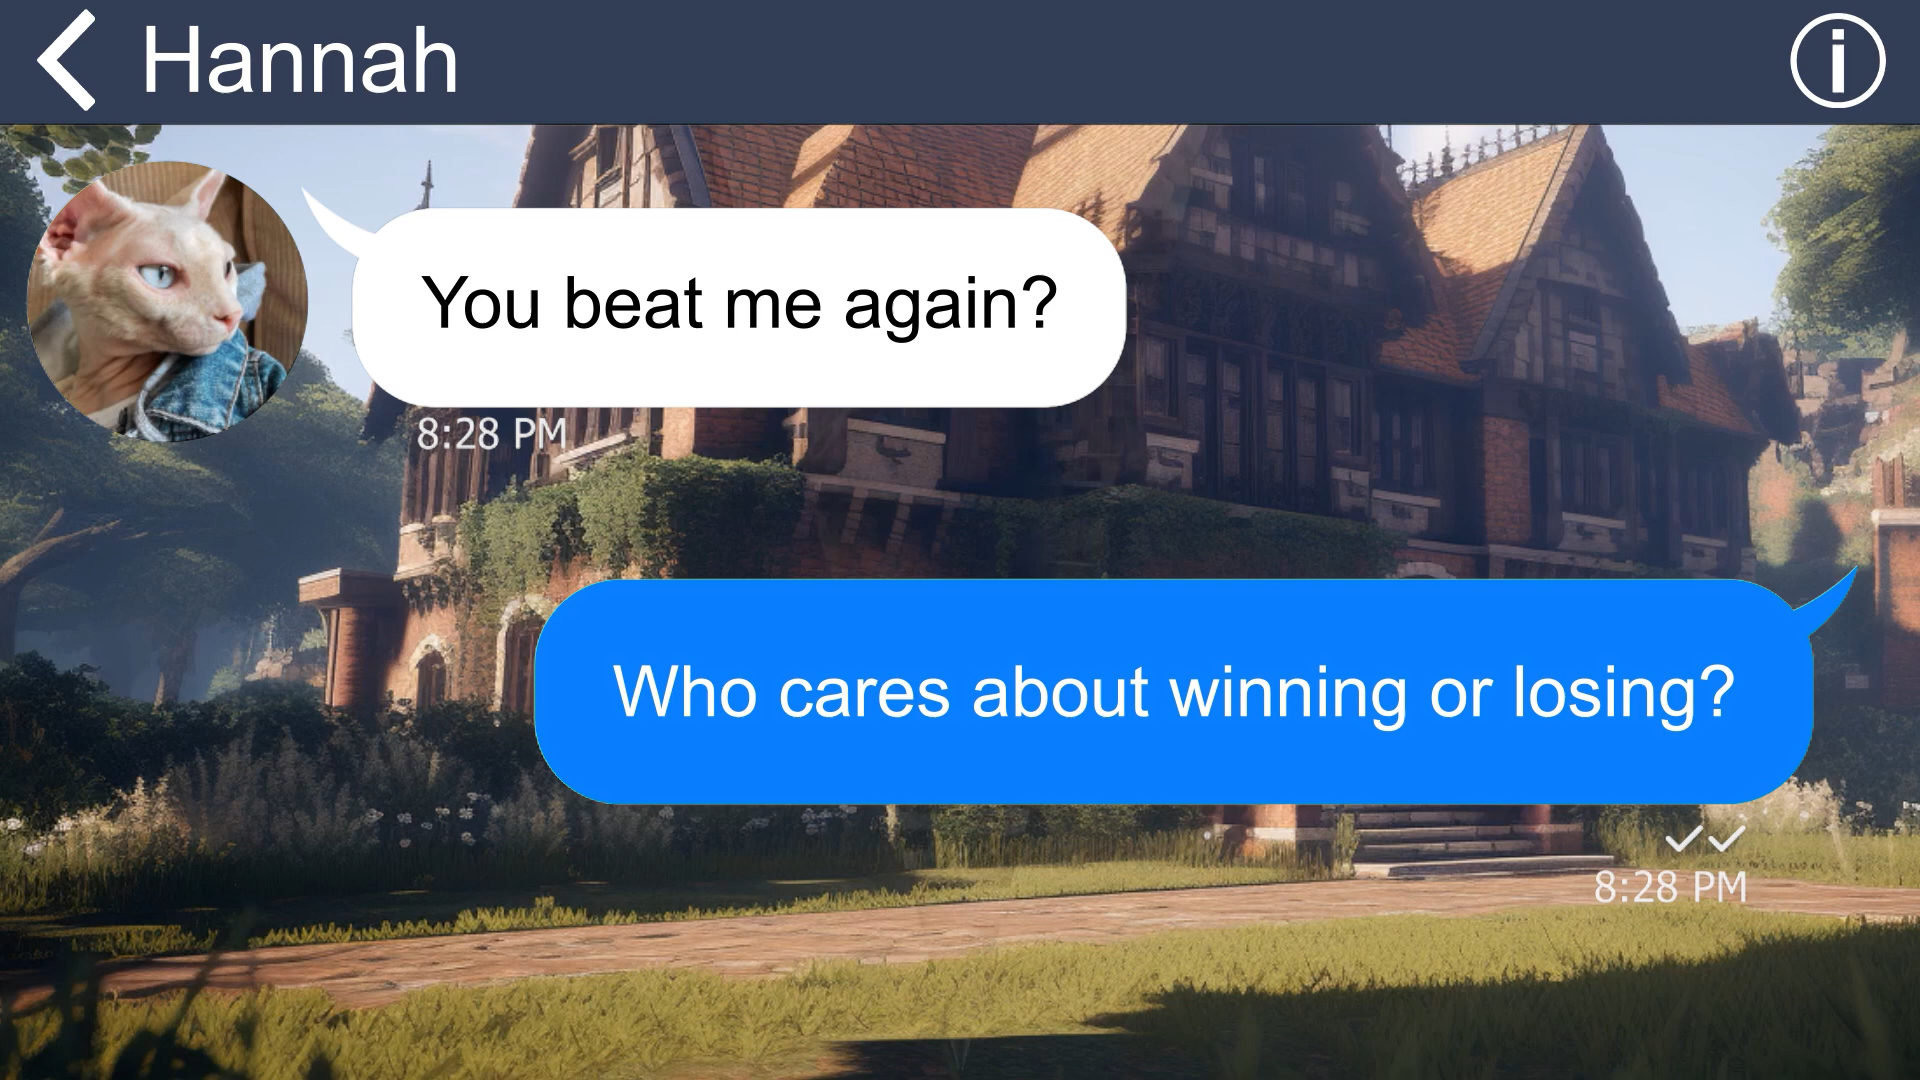 Hannah
You beat me again?
8:28 PM
Who cares about winning or losing?
8:28 PM